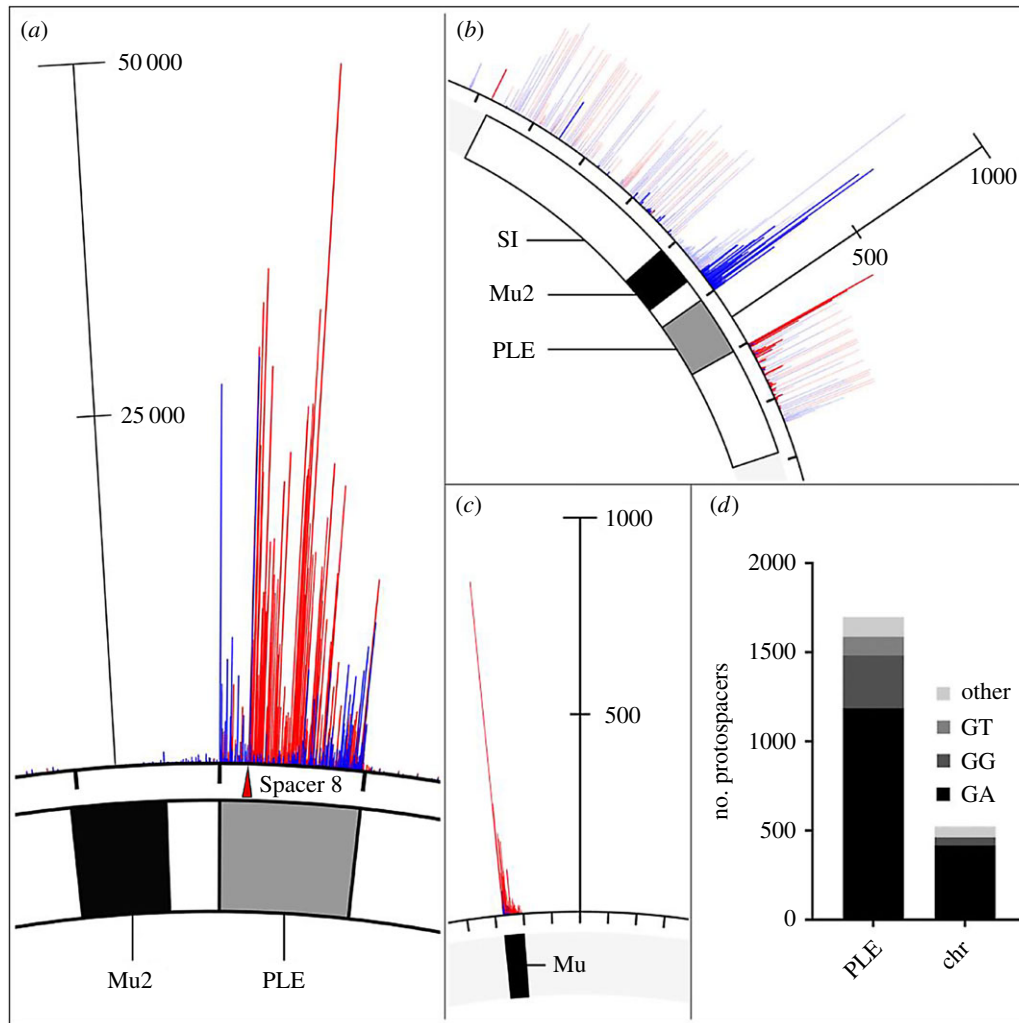 (a)
50 000
25 000
Spacer 8
Mu2
PLE
(b)
1000
500
SI
Mu2
PLE
(c)
1000
500
Mu
(d)
2000
1500
1000
500
0
no. protospacers
other
GT
GG
GA
PLE
chr